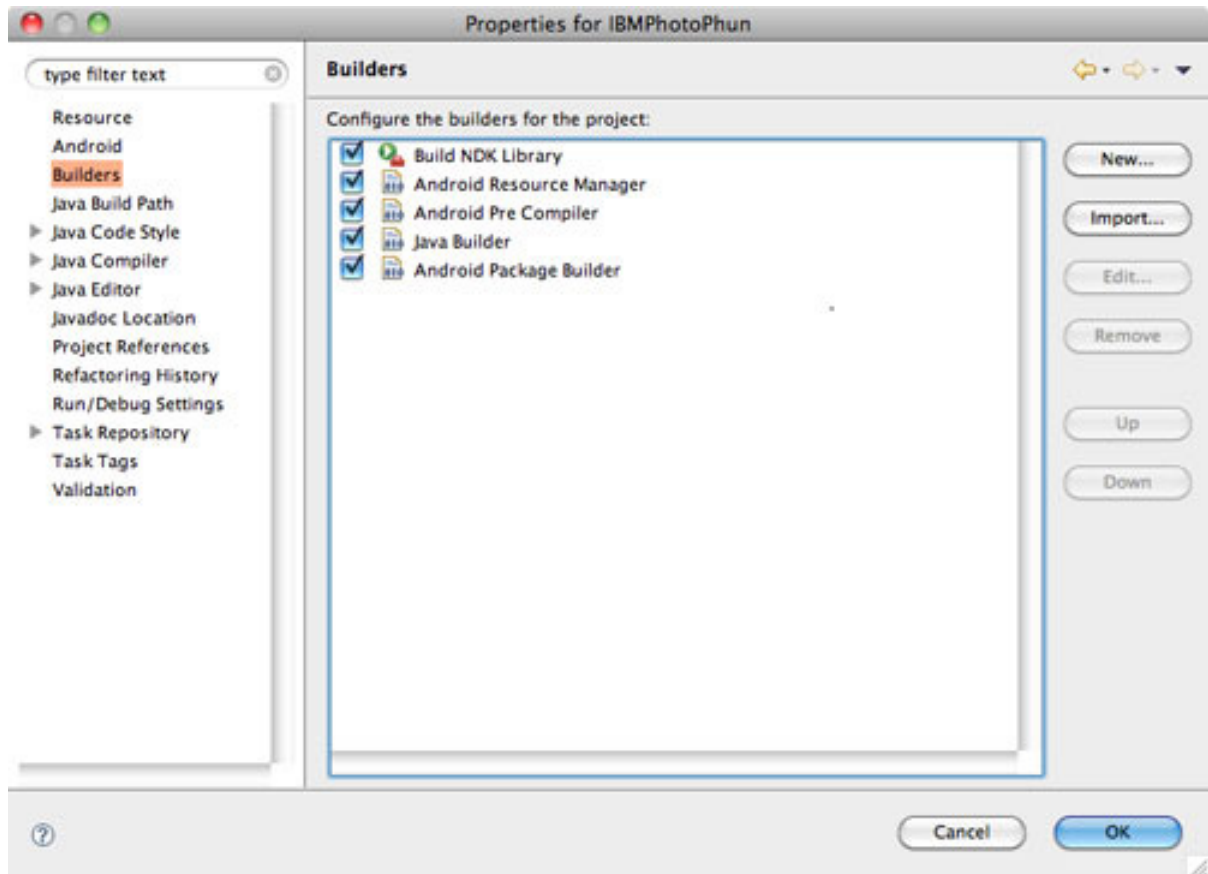 Properties for IBMPhotoPhun
type filter text
Resource
Android
Builders
Java Build Path
Java Code Style
Java Compiler
Java Editor
Javadoc Location
Project References
Refactoring History
Run/Debug Settings
Task Repository
Task Tags
Validation
Builders
Configure the builders for the project:
Build NDK Library
Android Resource Manager
Android Pre Compiler
Java Builder
Android Package Builder
New...
Import...
Edit...
Remove
Up
Down
?
Cancel
OK